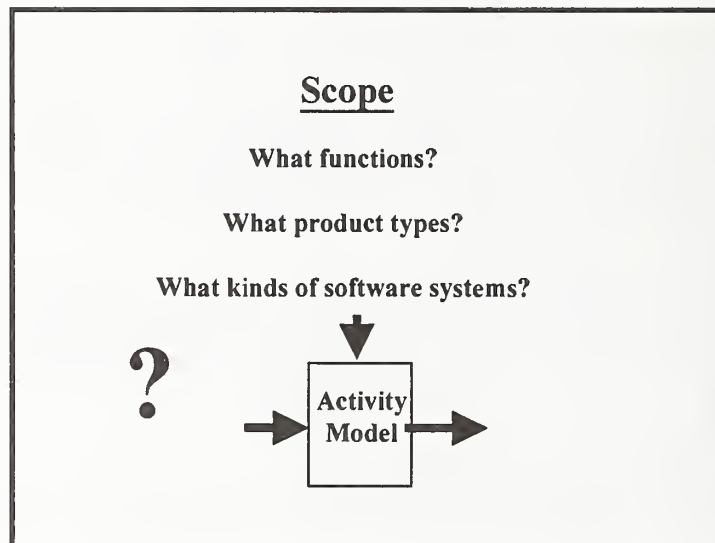 Scope
What functions?
What product types?
What kinds of software systems?
?
Activity
Model